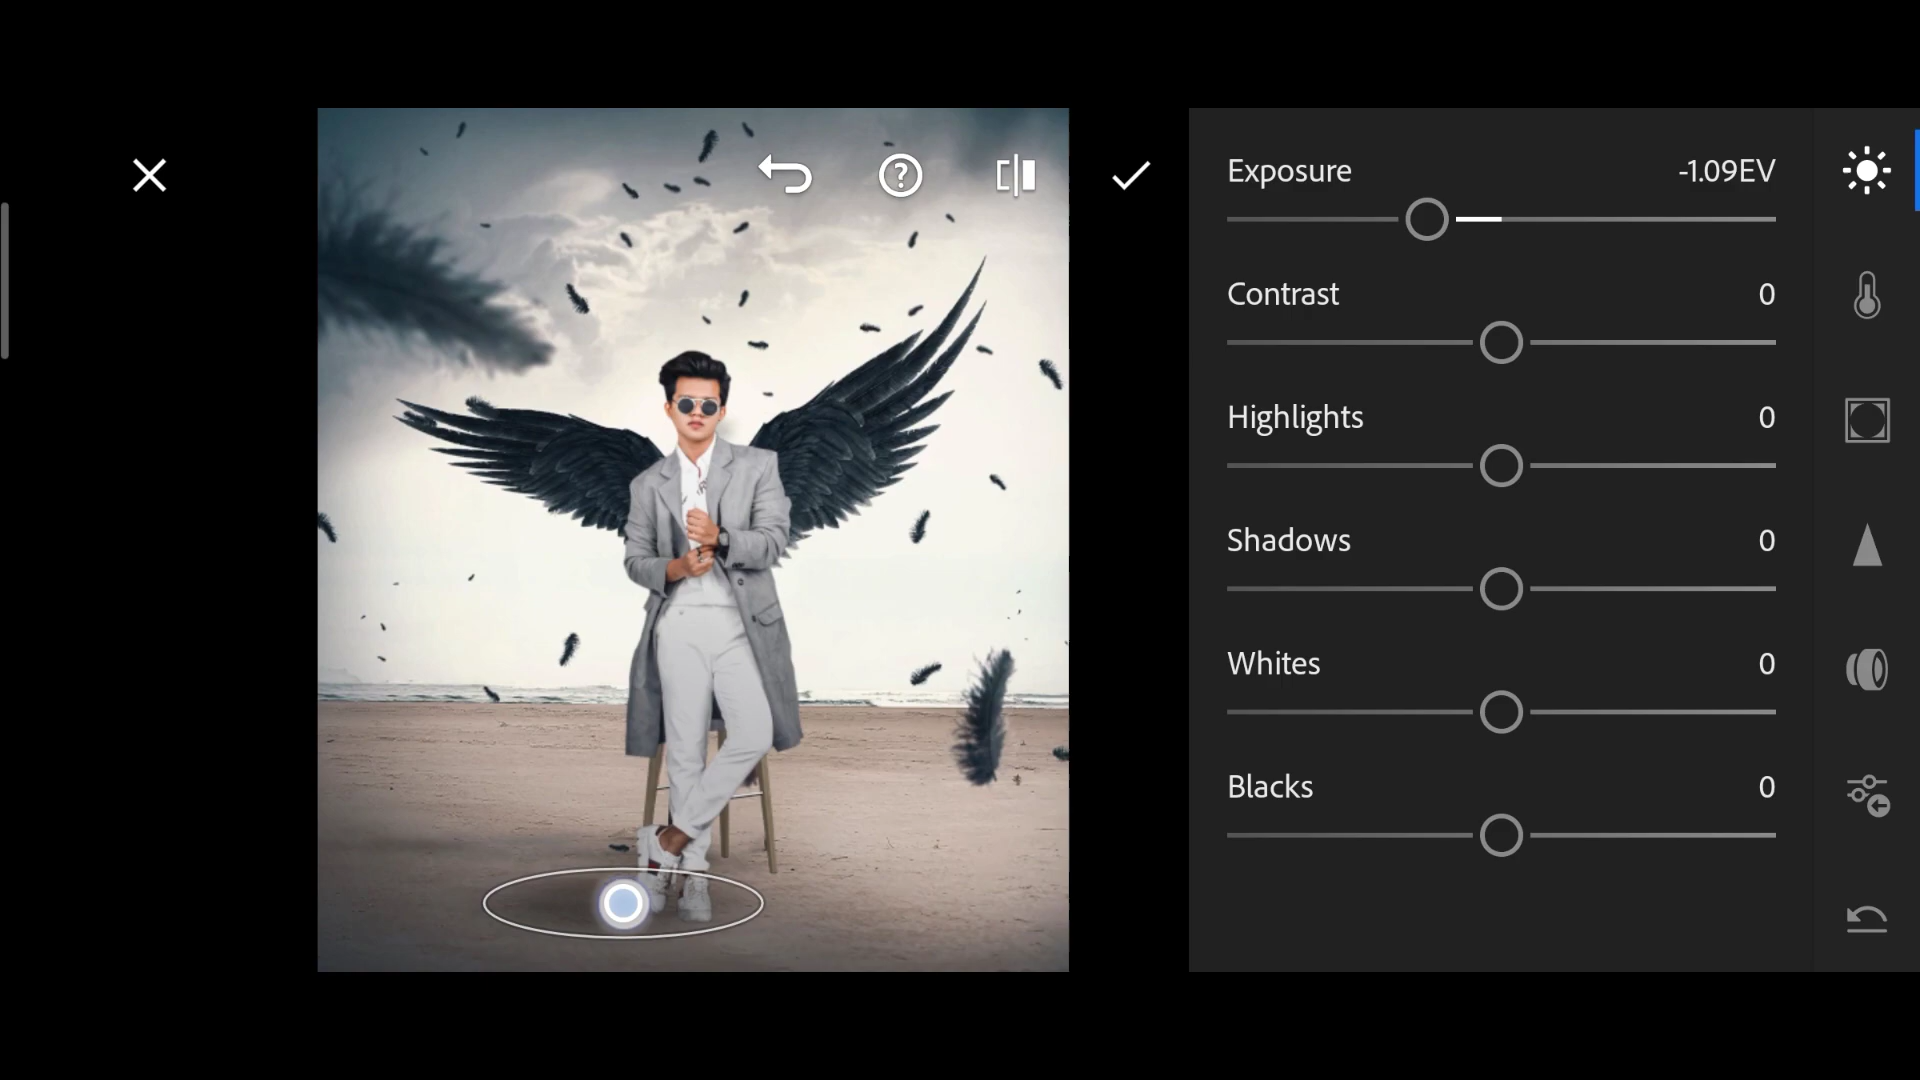 ?
Exposure -1.09EV
Contrast 0
Highlights 0
Shadows 0
Whites 0
Blacks 0